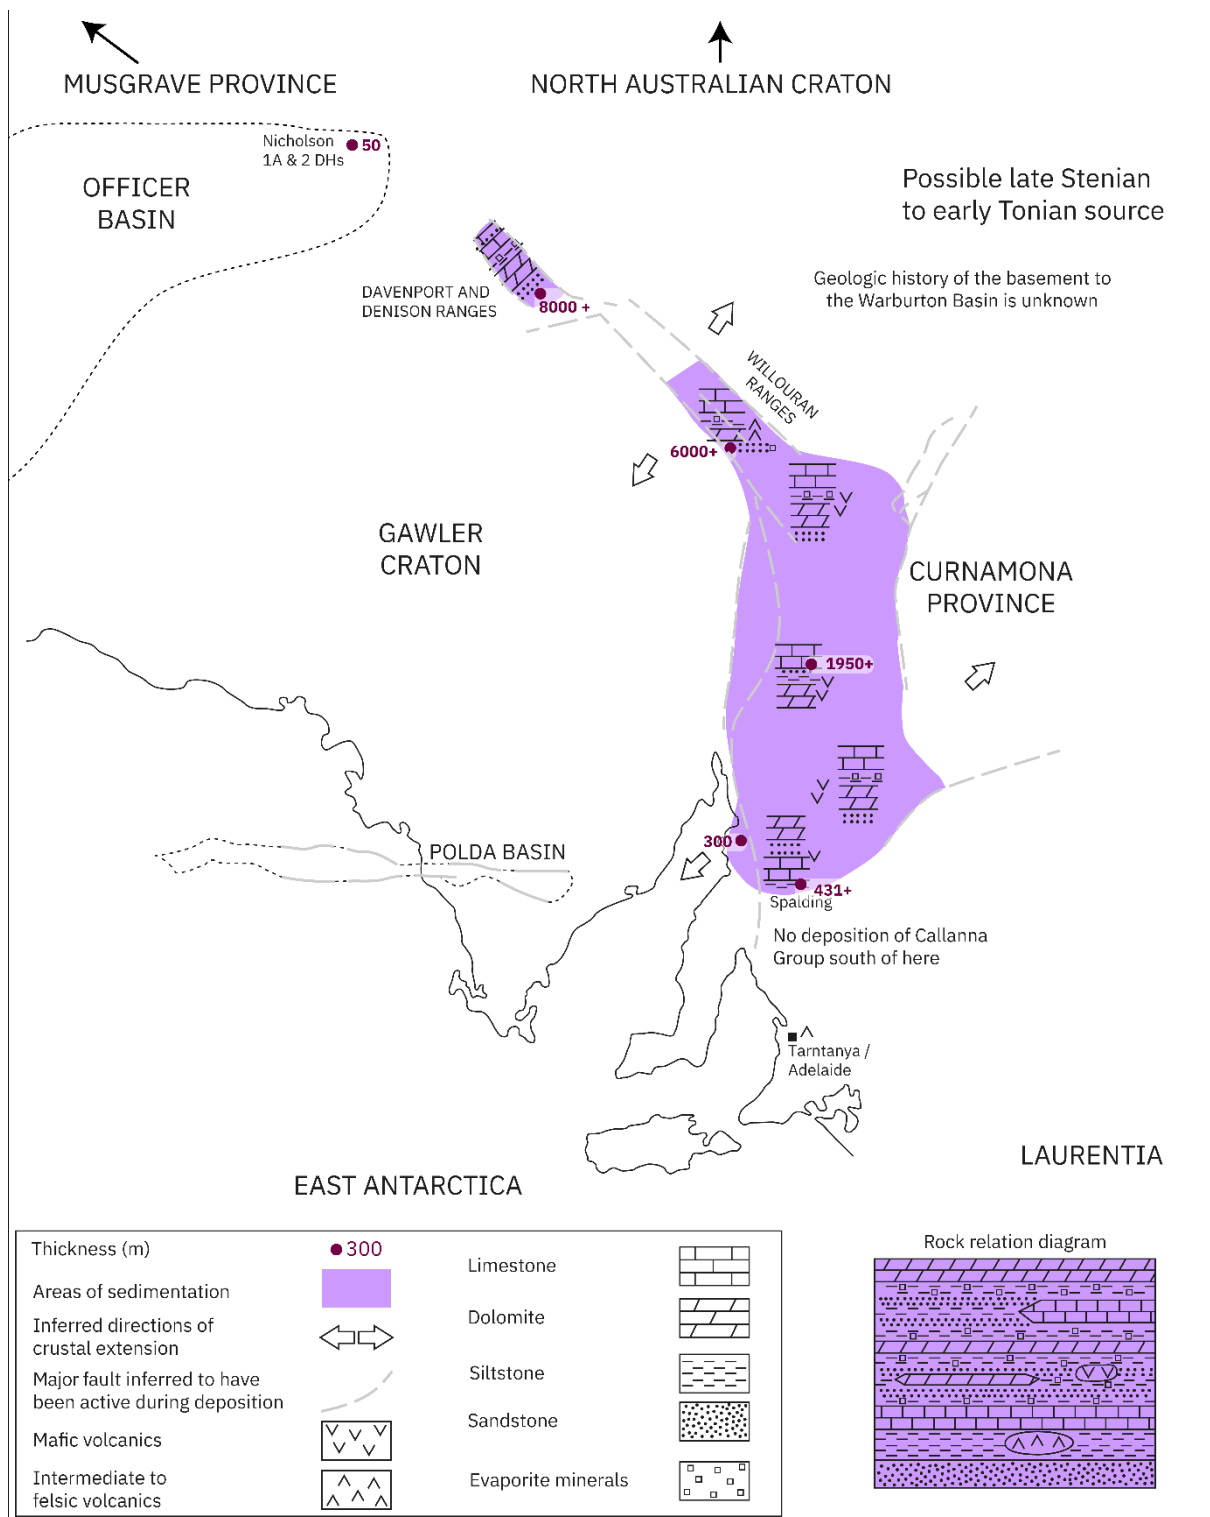 MUSGRAVE PROVINCE
NORTH AUSTRALIAN CRATON
Nicholson
1A & 2 DHs
50
OFFICER
BASIN
Possible late Stenian
to early Tonian source
Geologic history of the basement to
the Warburton Basin is unknown
DAVENPORT AND
DENISON RANGES
8000 +
WILLOURAN
RANGES
6000+
GAWLER
CRATON
CURNAMONA
PROVINCE
1950+
300
POLDA BASIN
431+
Spalding
No deposition of Callanna
Group south of here
Tarntanya /
Adelaide
LAURENTIA
EAST ANTARCTICA
Thickness (m)
300
Areas of sedimentation
Inferred directions of
crustal extension
Major fault inferred to have
been active during deposition
Mafic volcanics
Intermediate to
felsic volcanics
Limestone
Dolomite
Siltstone
Sandstone
Evaporite minerals
Rock relation diagram